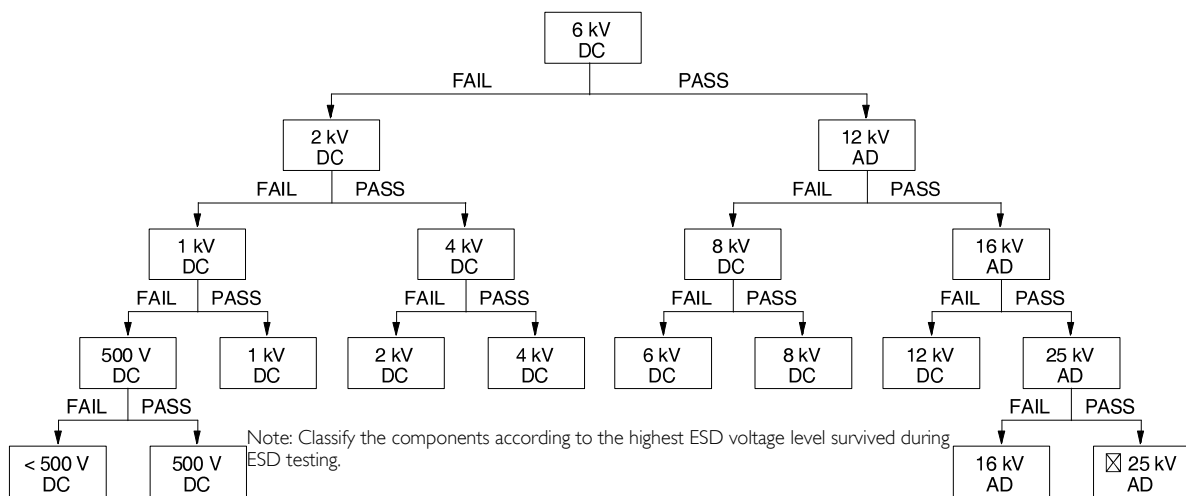 6 kV
DC
FAIL PASS
2 kV
DC
12 kV
AD
FAIL PASS
FAIL PASS
1 kV
DC
4 kV
DC
8 kV
DC
16 kV
AD
FAIL PASS
FAIL PASS
FAIL PASS
FAIL PASS
500 V
DC
1 kV
DC
2 kV
DC
4 kV
DC
6 kV
DC
8 kV
DC
12 kV
DC
25 kV
AD
FAIL PASS
FAIL PASS
Note: Classify the components according to the highest ESD voltage level survived during
ESD testing.
< 500 V
DC
500 V
DC
16 kV
AD
25 kV
AD